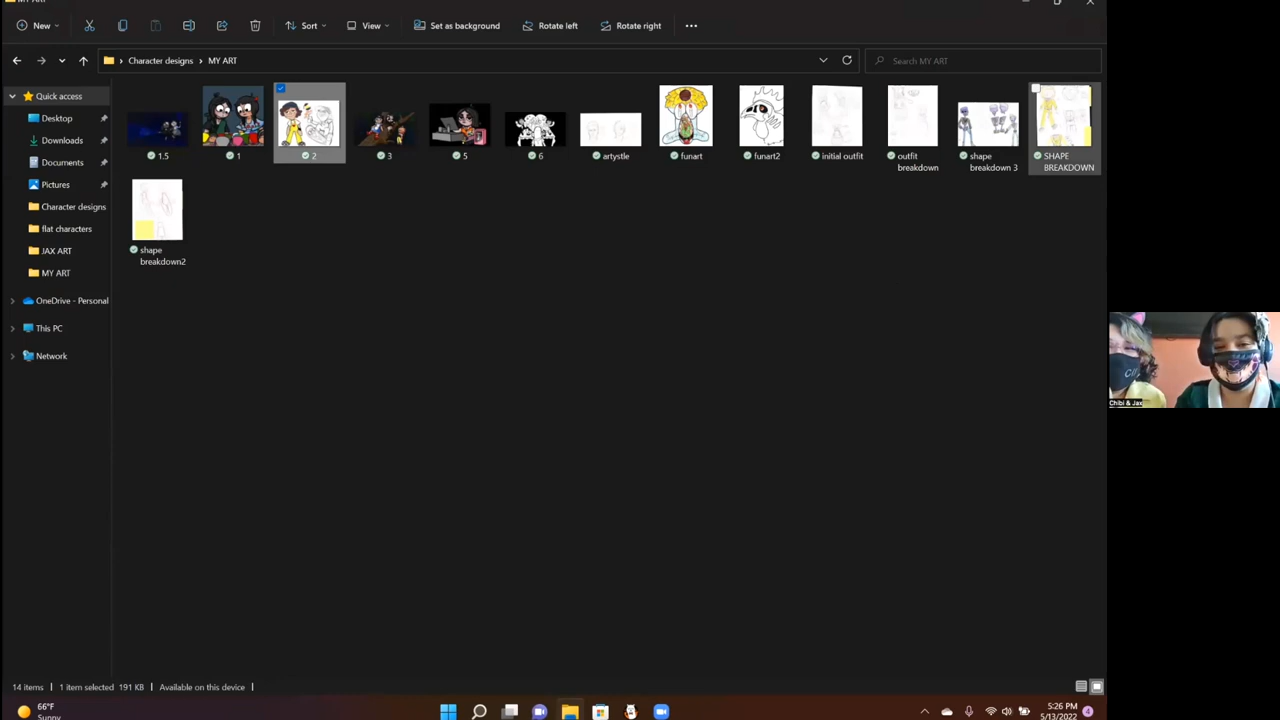 MY ART
New
Sort
View
Set as background
Rotate left
Rotate right
Character designs
MY ART
Search MY ART
Quick access
Desktop
Downloads
Documents
Pictures
Character designs
flat characters
JAX ART
MY ART
OneDrive - Personal
This PC
Network
1.5
1
2
3
5
6
artystle
funart
funart2
initial outfit
outfit
breakdown
shape
breakdown 3
SHAPE
BREAKDOWN
shape
breakdown2
Chibi & Jax
14 items
1 item selected 191 KB
Available on this device
66°F
Sunny
5:26 PM
5/13/2022
4